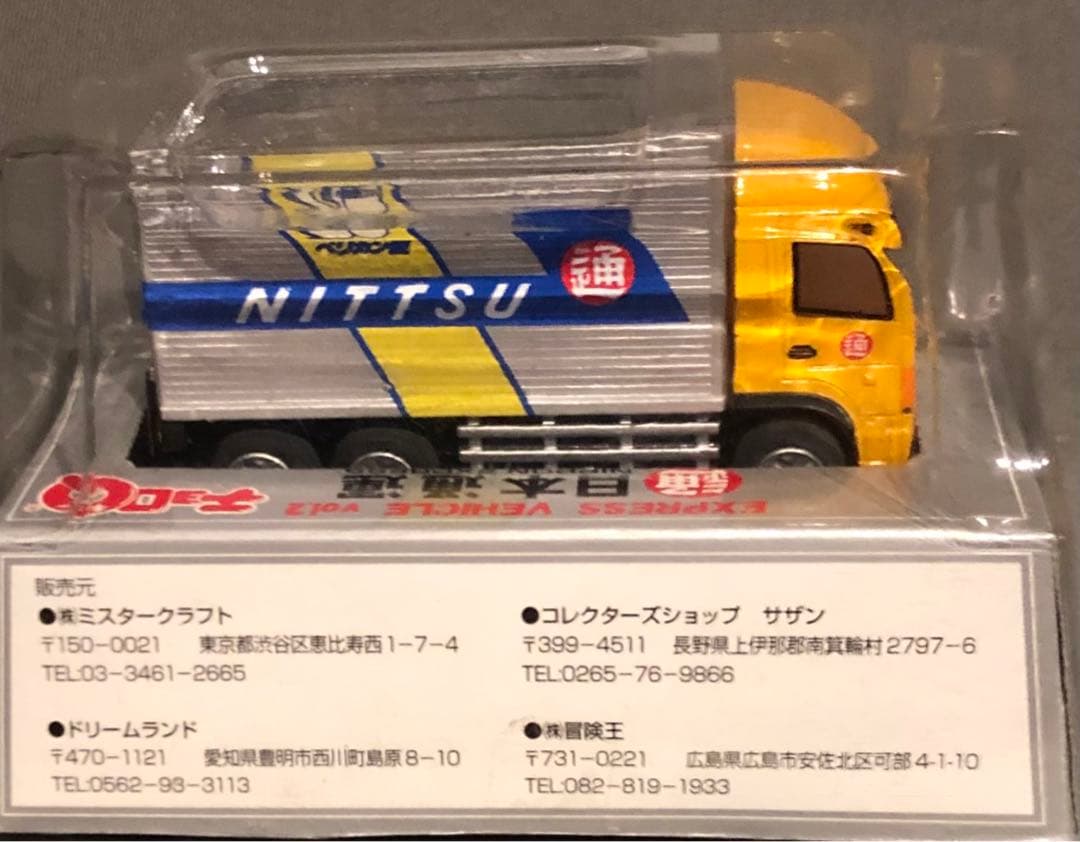 NITTSU
通
通
チョロQ
通 日本通運
EXPRESS VEHICLE vol.2
販売元
●㈱ミスタークラフト
〒150-0021 東京都渋谷区恵比寿西1-7-4
TEL:03-3461-2665
●コレクターズショップ サザン
〒399-4511 長野県上伊那郡南箕輪村2797-6
TEL:0265-76-9866
●ドリームランド
〒470-1121 愛知県豊明市西川町島原8-10
TEL:0562-93-3113
●㈱冒険王
〒731-0221 広島県広島市安佐北区可部4-1-10
TEL:082-819-1933